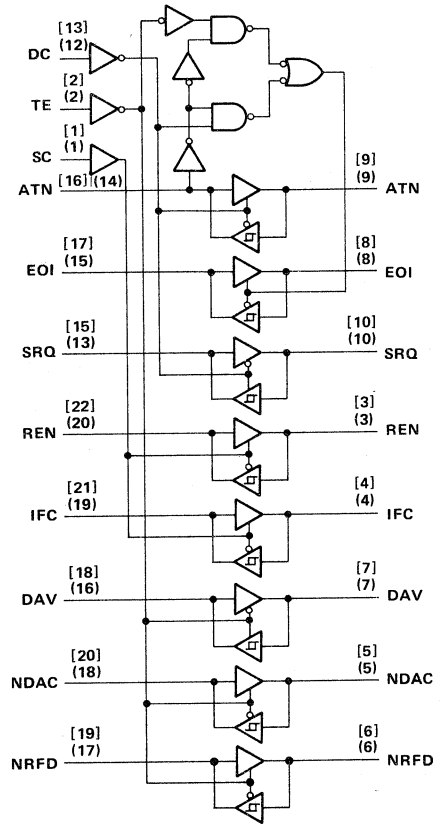 [13]
DC (12)
[2]
TE (2)
[1]
SC (1)
ATN [16] (14) [9] (9) ATN
[17] [8]
EOI (15) (8) EOI
[15] [10]
SRQ (13) (10) SRQ
[22] [3]
REN (20) (3) REN
[21] [4]
IFC (19) (4) IFC
[18] [7]
DAV (16) (7) DAV
[20] [5]
NDAC (18) (5) NDAC
[19] [6]
NRFD (17) (6) NRFD